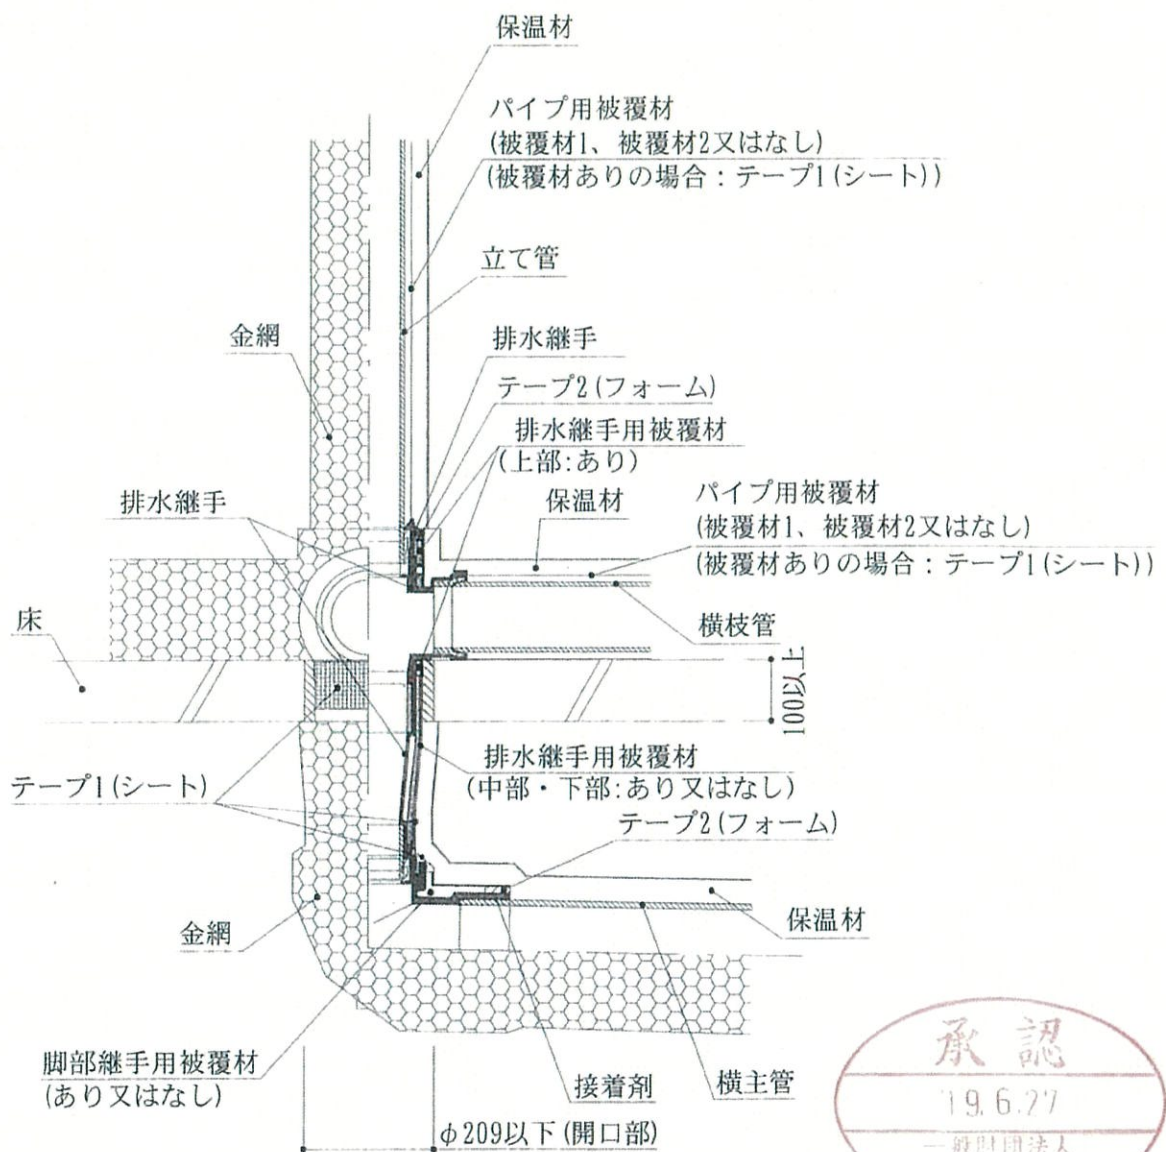 保温材
パイプ用被覆材
(被覆材1、被覆材2又はなし)
(被覆材ありの場合：テープ1(シート))
立て管
金網
排水継手
テープ2(フォーム)
排水継手用被覆材
(上部:あり)
排水継手
保温材
パイプ用被覆材
(被覆材1、被覆材2又はなし)
(被覆材ありの場合：テープ1(シート))
床
横枝管
100以上
排水継手用被覆材
(中部・下部:あり又はなし)
テープ1(シート)
テープ2(フォーム)
金網
保温材
脚部継手用被覆材
(あり又はなし)
接着剤
横主管
φ209以下(開口部)
承認
19.6.27
一般財団法人